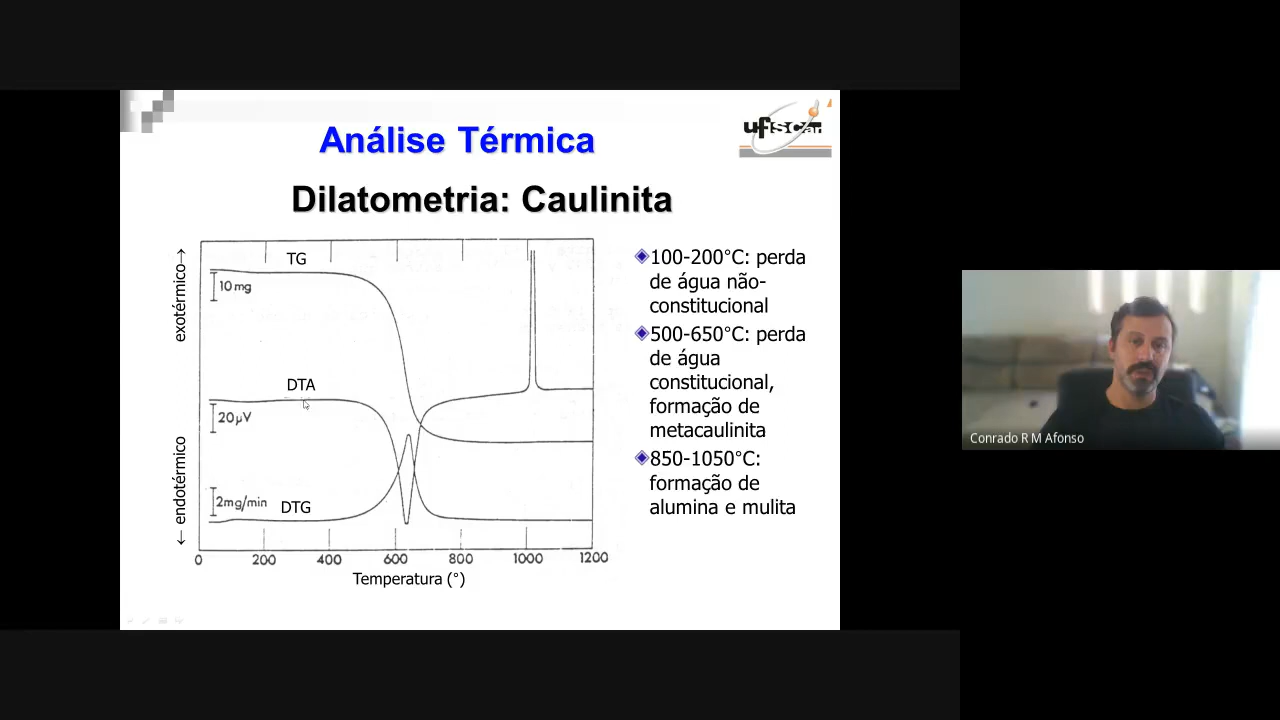 Análise Térmica
ufscar
Dilatometria: Caulinita
exotérmico→
← endotérmico
TG
10 mg
DTA
20 µV
2mg/min
DTG
0 200 400 600 800 1000 1200
Temperatura (°)
100-200°C: perda
de água não-
constitucional
500-650°C: perda
de água
constitucional,
formação de
metacaulinita
850-1050°C:
formação de
alumina e mulita
Conrado R M Afonso